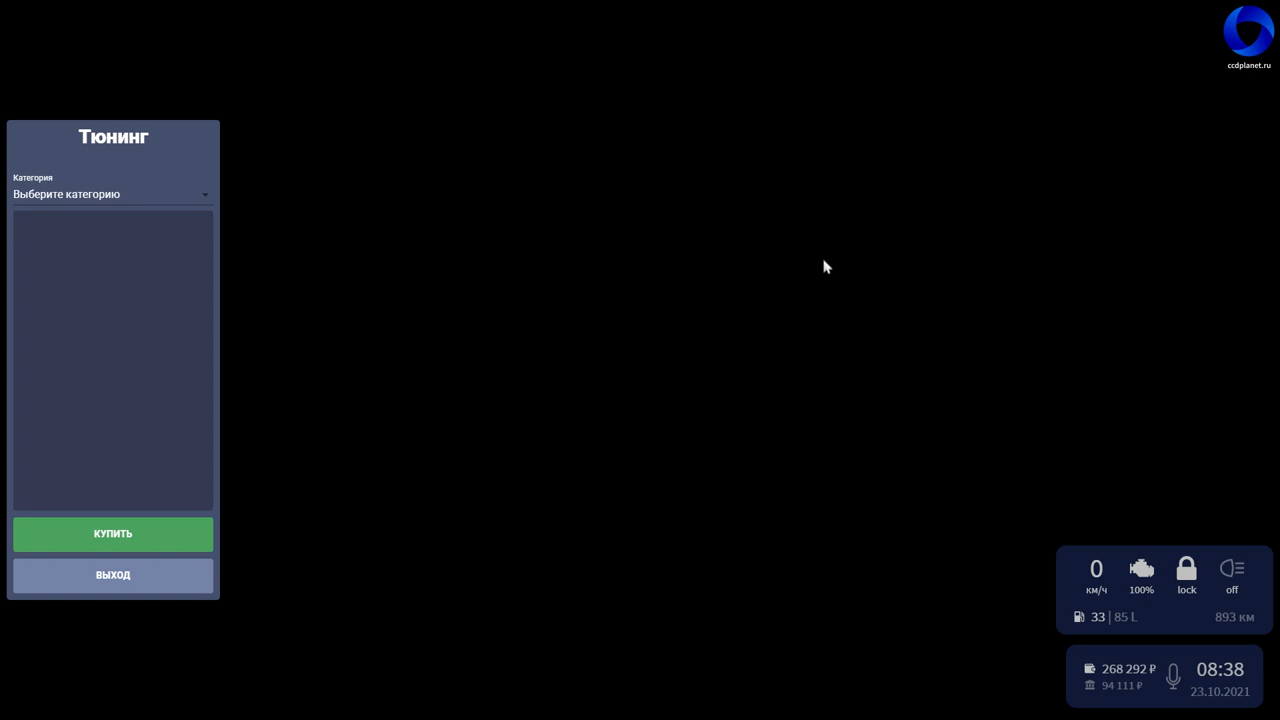 ccdplanet.ru
Тюнинг
Категория
Выберите категорию
КУПИТЬ
ВЫХОД
0
км/ч
100%
lock
off
33 | 85 L
893 км
268 292 ₽
94 111 ₽
08:38
23.10.2021